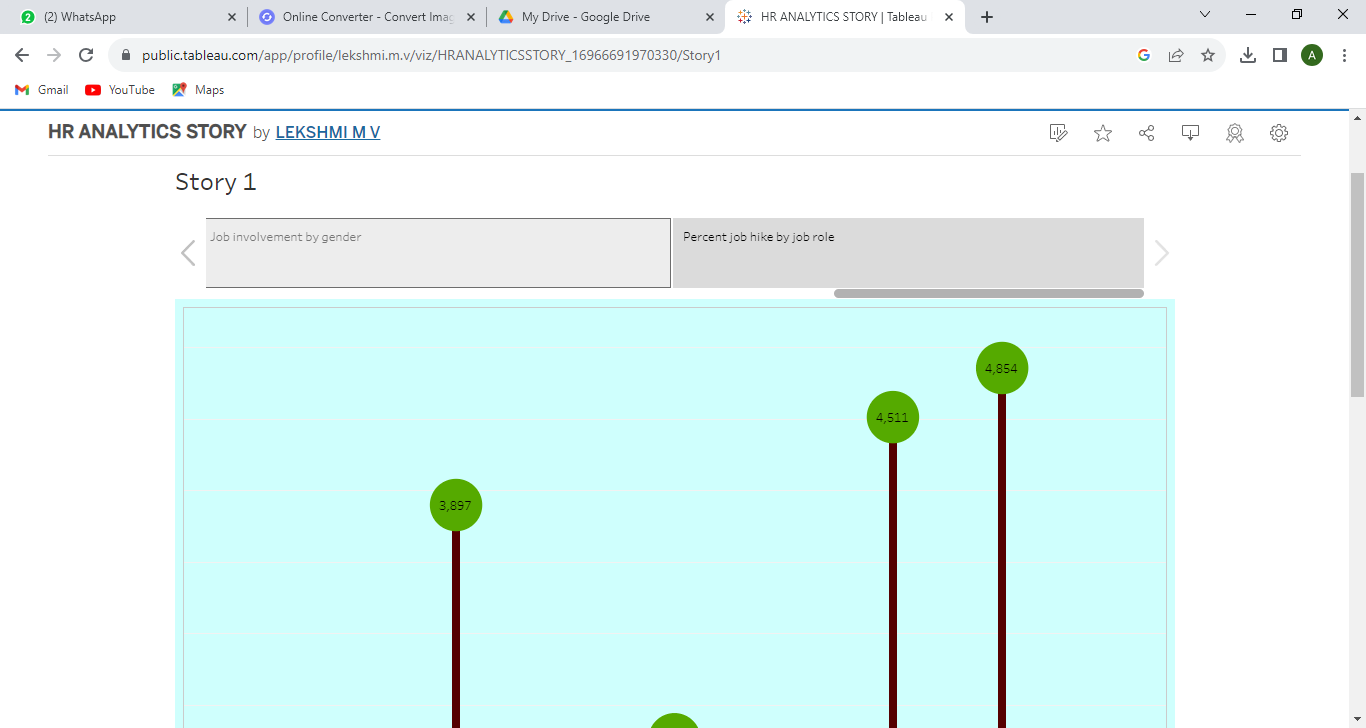 2 (2) WhatsApp
Online Converter - Convert Imag
My Drive - Google Drive
HR ANALYTICS STORY | Tableau
public.tableau.com/app/profile/lekshmi.m.v/viz/HRANALYTICSSTORY_16966691970330/Story1
A
Gmail
YouTube
Maps
HR ANALYTICS STORY by LEKSHMI M V
Story 1
Job involvement by gender
Percent job hike by job role
4,854
4,511
3,897